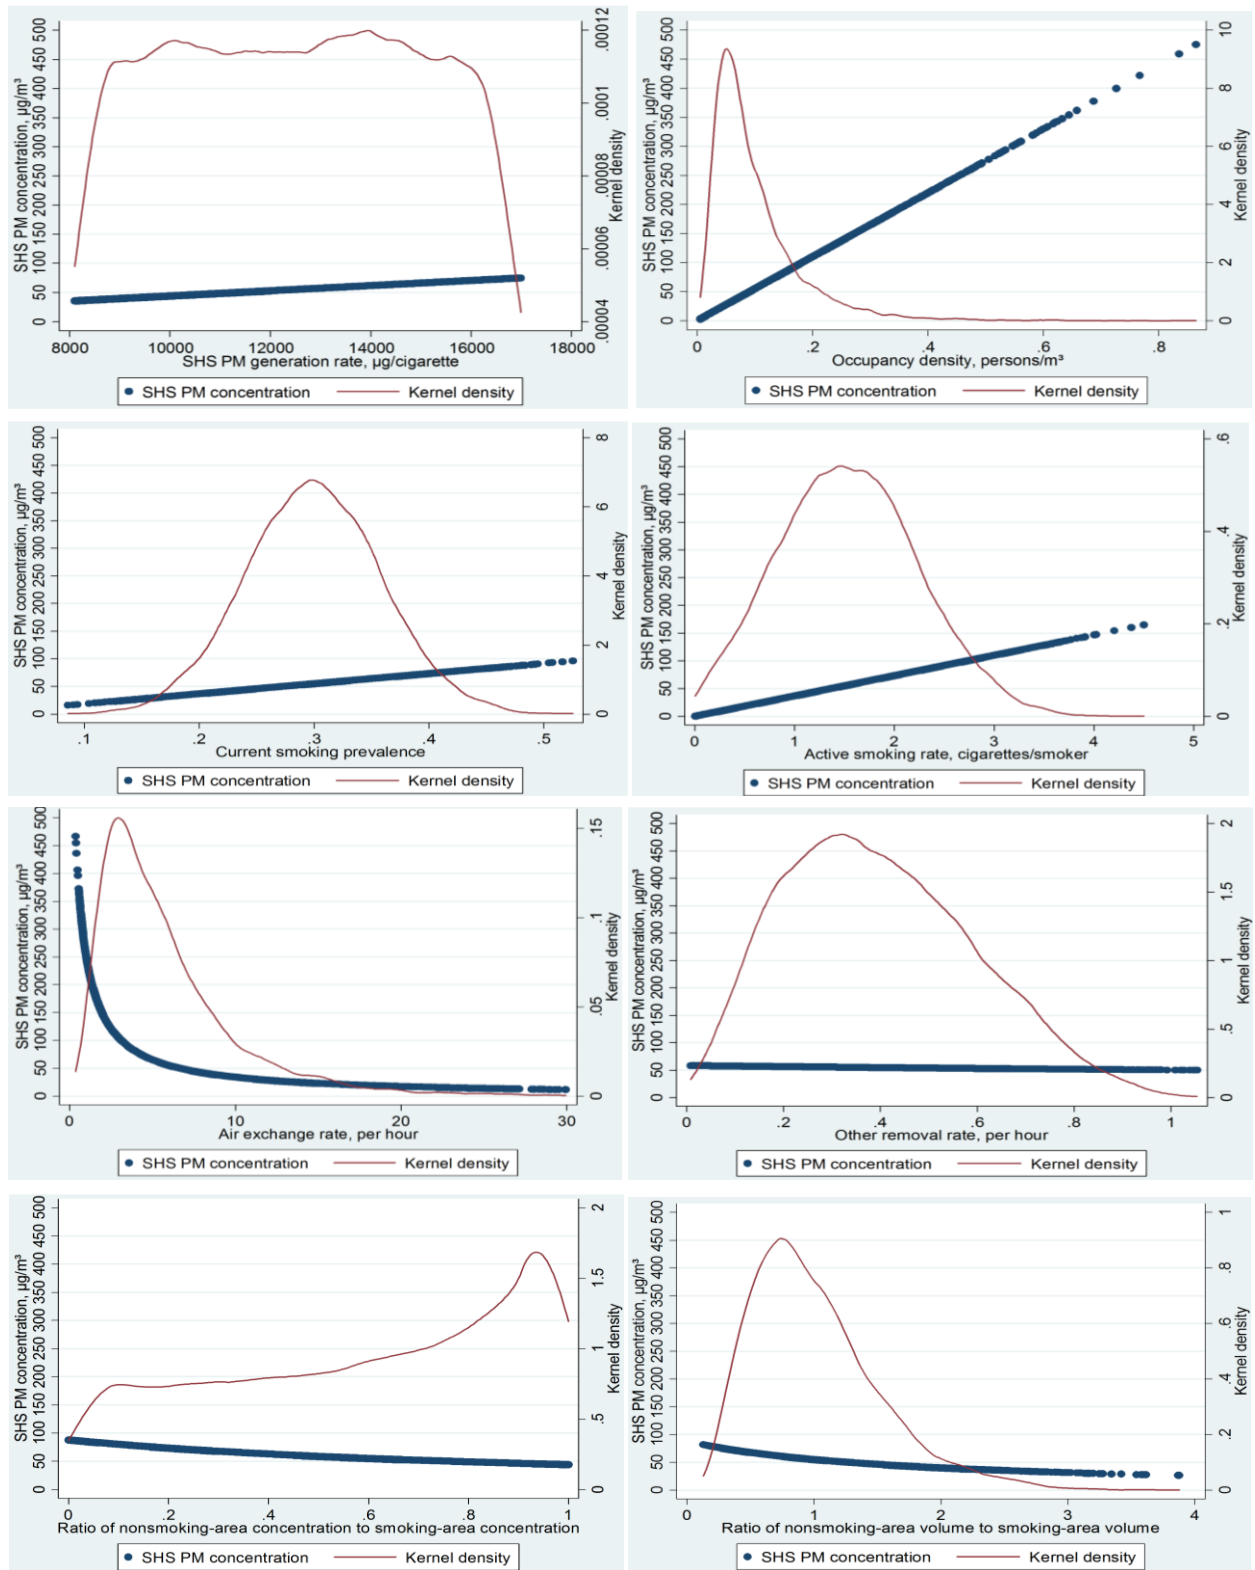 SHS PM concentration, µg/m³
0 50 100 150 200 250 300 350 400 450 500
Kernel density
.00004 .00006 .00008 .0001 .00012
8000 10000 12000 14000 16000 18000
SHS PM generation rate, µg/cigarette
SHS PM concentration Kernel density
SHS PM concentration, µg/m³
0 50 100 150 200 250 300 350 400 450 500
Kernel density
0 2 4 6 8 10
0 .2 .4 .6 .8
Occupancy density, persons/m³
SHS PM concentration Kernel density
SHS PM concentration, µg/m³
0 50 100 150 200 250 300 350 400 450 500
Kernel density
0 2 4 6 8
.1 .2 .3 .4 .5
Current smoking prevalence
SHS PM concentration Kernel density
SHS PM concentration, µg/m³
0 50 100 150 200 250 300 350 400 450 500
Kernel density
0 .2 .4 .6
0 1 2 3 4 5
Active smoking rate, cigarettes/smoker
SHS PM concentration Kernel density
SHS PM concentration, µg/m³
0 50 100 150 200 250 300 350 400 450 500
Kernel density
0 .05 .1 .15
0 10 20 30
Air exchange rate, per hour
SHS PM concentration Kernel density
SHS PM concentration, µg/m³
0 50 100 150 200 250 300 350 400 450 500
Kernel density
0 .5 1 1.5 2
0 .2 .4 .6 .8 1
Other removal rate, per hour
SHS PM concentration Kernel density
SHS PM concentration, µg/m³
0 50 100 150 200 250 300 350 400 450 500
Kernel density
0 .5 1 1.5 2
0 .2 .4 .6 .8 1
Ratio of nonsmoking-area concentration to smoking-area concentration
SHS PM concentration Kernel density
SHS PM concentration, µg/m³
0 50 100 150 200 250 300 350 400 450 500
Kernel density
0 .2 .4 .6 .8 1
0 1 2 3 4
Ratio of nonsmoking-area volume to smoking-area volume
SHS PM concentration Kernel density